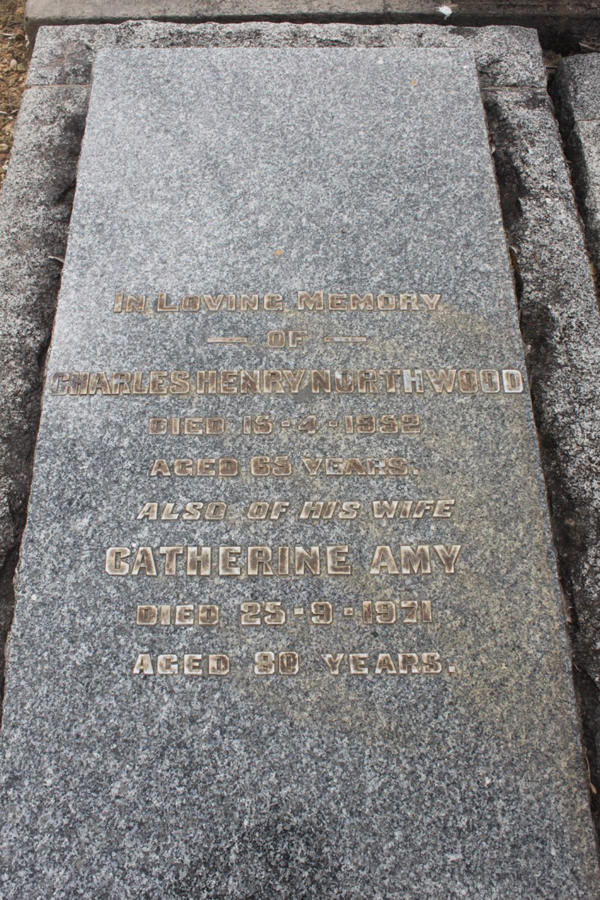 In Loving Memory
— OF —
CHARLES HENRY NORTHWOOD
DIED 15-4-1952
AGED 65 YEARS.
ALSO OF HIS WIFE
CATHERINE AMY
DIED 25-9-1971
AGED 80 YEARS.